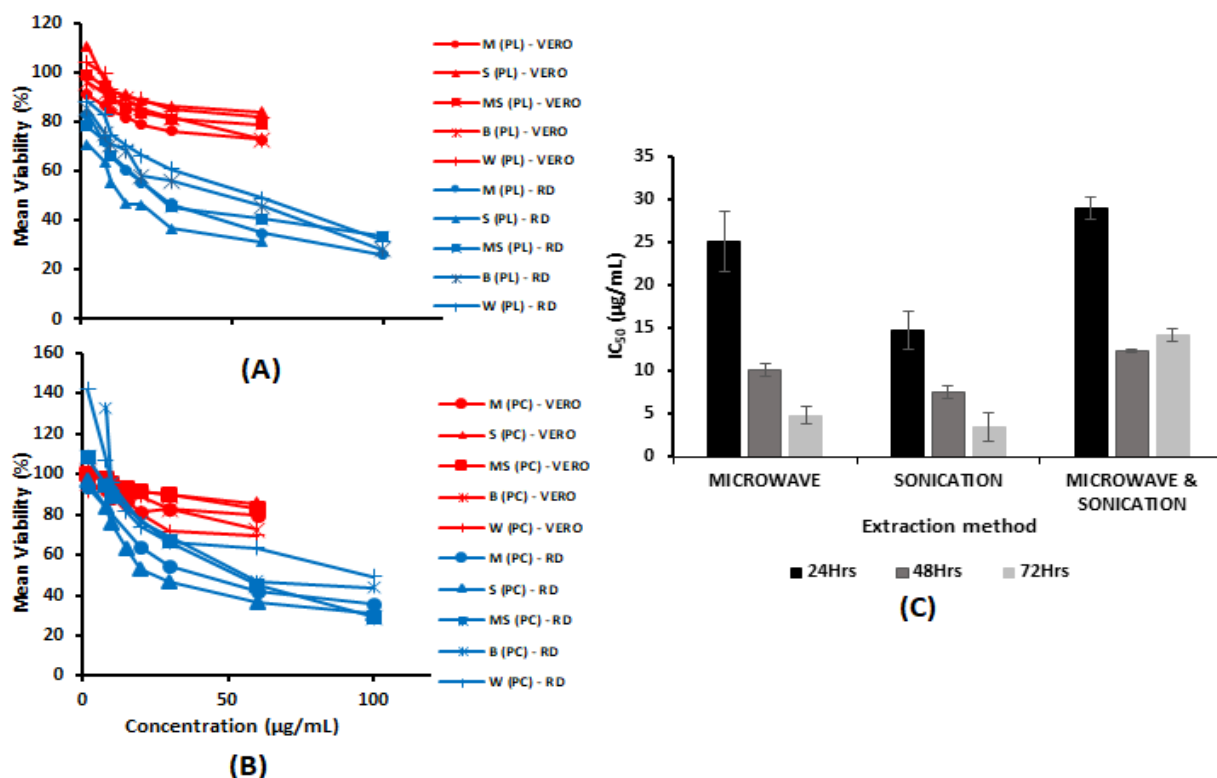 120
100
80
60
40
20
0
Mean Viability (%)
M (PL) - VERO
S (PL) - VERO
MS (PL) - VERO
B (PL) - VERO
W (PL) - VERO
M (PL) - RD
S (PL) - RD
MS (PL) - RD
B (PL) - RD
W (PL) - RD
(A)
160
140
120
100
80
60
40
20
0
Mean Viability (%)
M (PC) - VERO
S (PC) - VERO
MS (PC) - VERO
B (PC) - VERO
W (PC) - VERO
M (PC) - RD
S (PC) - RD
MS (PC) - RD
B (PC) - RD
W (PC) - RD
0 50 100
Concentration (µg/mL)
(B)
35
30
25
20
15
10
5
0
IC50 (µg/mL)
MICROWAVE SONICATION MICROWAVE &
SONICATION
Extraction method
24Hrs 48Hrs 72Hrs
(C)